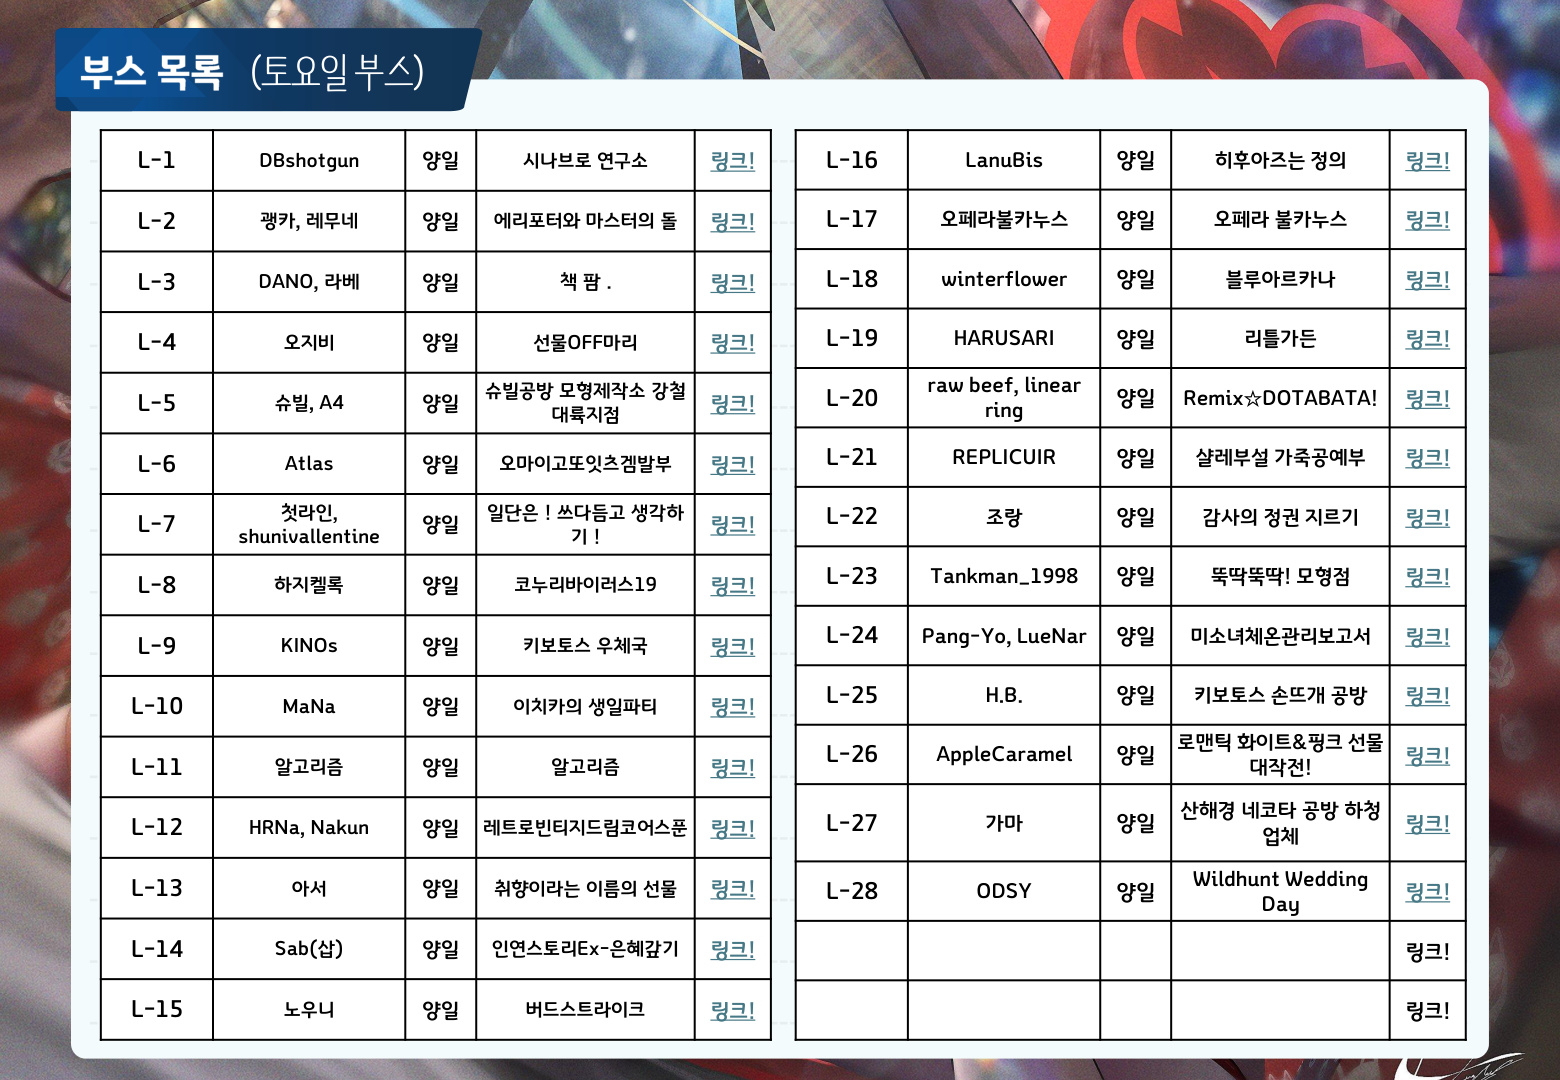 부스 목록 (토요일 부스)
L-1 DBshotgun 양일 시나브로 연구소 링크!
L-2 괭카, 레무네 양일 에리포터와 마스터의 돌 링크!
L-3 DANO, 라베 양일 책 팜 . 링크!
L-4 오지비 양일 선물OFF마리 링크!
L-5 슈빌, A4 양일 슈빌공방 모형제작소 강철
대륙지점 링크!
L-6 Atlas 양일 오마이고또잇츠겜발부 링크!
L-7 첫라인,
shunivallentine 양일 일단은 ! 쓰다듬고 생각하
기 ! 링크!
L-8 하지켈록 양일 코누리바이러스19 링크!
L-9 KINOs 양일 키보토스 우체국 링크!
L-10 MaNa 양일 이치카의 생일파티 링크!
L-11 알고리즘 양일 알고리즘 링크!
L-12 HRNa, Nakun 양일 레트로빈티지드림코어스푼 링크!
L-13 아서 양일 취향이라는 이름의 선물 링크!
L-14 Sab(삽) 양일 인연스토리Ex-은혜갚기 링크!
L-15 노우니 양일 버드스트라이크 링크!
L-16 LanuBis 양일 히후아즈는 정의 링크!
L-17 오페라불카누스 양일 오페라 불카누스 링크!
L-18 winterflower 양일 블루아르카나 링크!
L-19 HARUSARI 양일 리틀가든 링크!
L-20 raw beef, linear
ring 양일 Remix☆DOTABATA! 링크!
L-21 REPLICUIR 양일 샬레부설 가죽공예부 링크!
L-22 조랑 양일 감사의 정권 지르기 링크!
L-23 Tankman_1998 양일 뚝딱뚝딱! 모형점 링크!
L-24 Pang-Yo, LueNar 양일 미소녀체온관리보고서 링크!
L-25 H.B. 양일 키보토스 손뜨개 공방 링크!
L-26 AppleCaramel 양일 로맨틱 화이트&핑크 선물
대작전! 링크!
L-27 가마 양일 산해경 네코타 공방 하청
업체 링크!
L-28 ODSY 양일 Wildhunt Wedding
Day 링크!
링크!
링크!